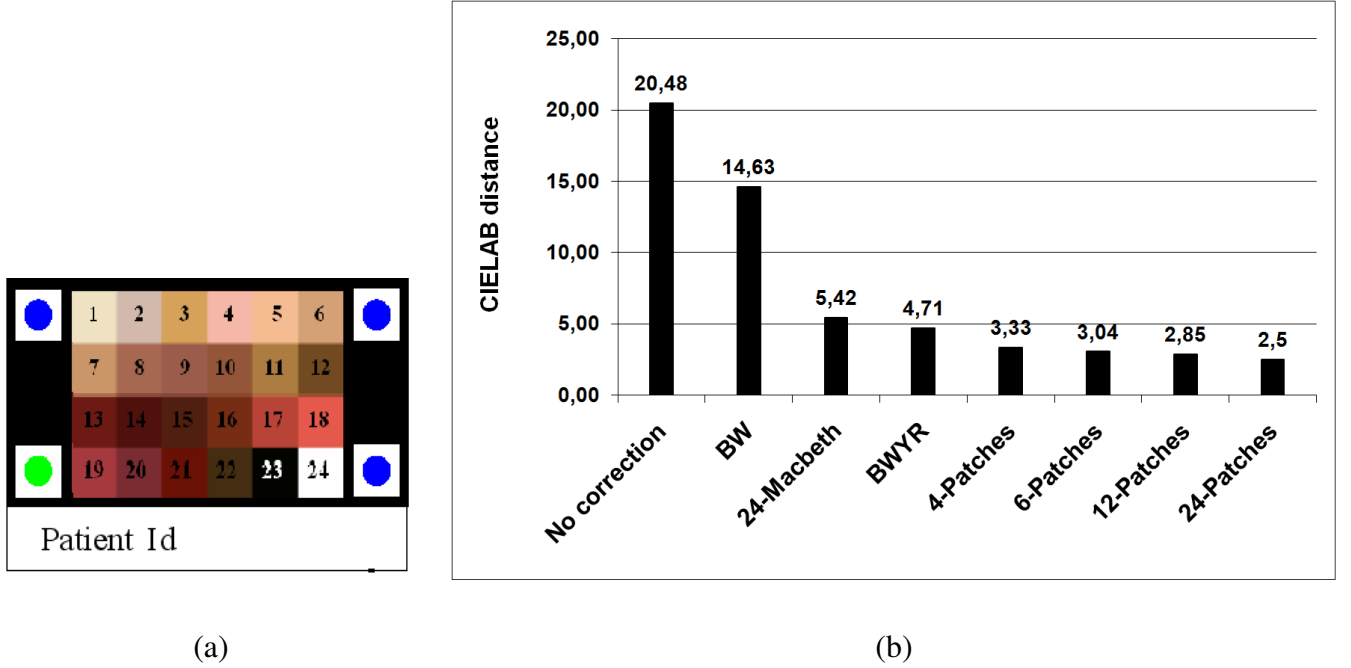 1 2 3 4 5 6
7 8 9 10 11 12
13 14 15 16 17 18
19 20 21 22 23 24
Patient Id
(a)
CIELAB distance
25,00
20,00
15,00
10,00
5,00
0,00
20,48
14,63
5,42
4,71
3,33
3,04
2,85
2,5
No correction
BW
24-Macbeth
BWYR
4-Patches
6-Patches
12-Patches
24-Patches
(b)